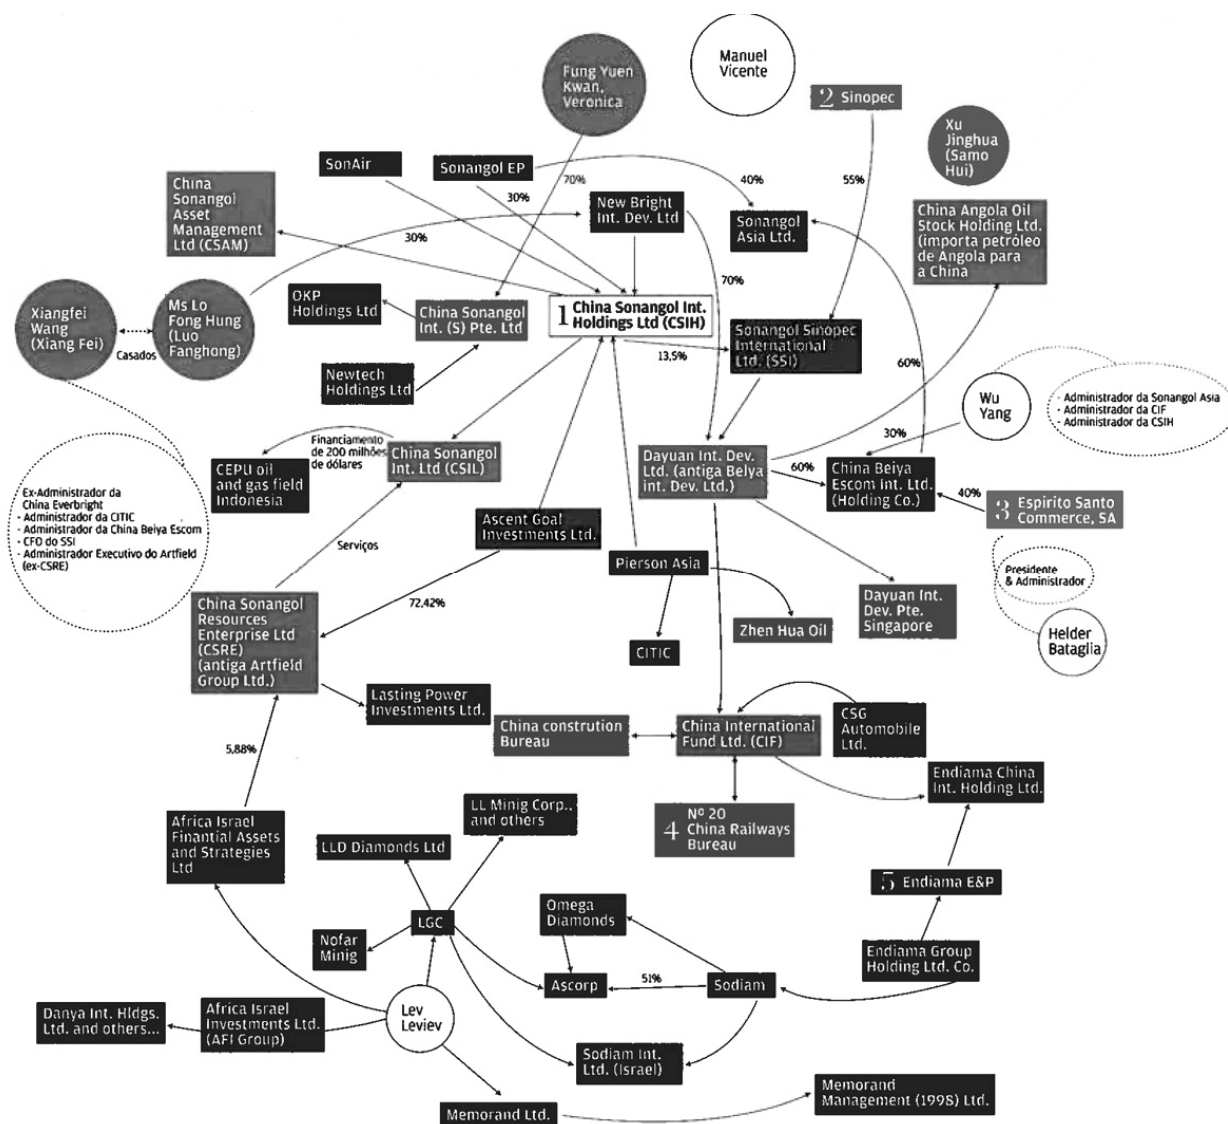 Manuel
Vicente
Fung Yuen
Kwan,
Veronica
2 Sinopec
Xu
Jinghua
(Samo
Hui)
SonAir
Sonangol EP
70%
30%
40%
55%
China
Sonangol
Asset
Management
Ltd (CSAM)
30%
New Bright
Int. Dev. Ltd
Sonangol
Asia Ltd.
China Angola Oil
Stock Holding Ltd.
(importa petróleo
de Angola para
a China
70%
Xiangfei
Wang
(Xiang Fei)
Casados
Ms Lo
Fong Hung
(Luo
Fanghong)
OKP
Holdings Ltd
China Sonangol
Int. (S) Pte. Ltd
1 China Sonangol Int.
Holdings Ltd (CSIH)
13,5%
Sonangol Sinopec
International
Ltd. (SSI)
Newtech
Holdings Ltd
60%
Wu
Yang
- Administrador da Sonangol Asia
- Administrador da CIF
- Administrador da CSIH
30%
Financiamento
de 200 milhões
de dólares
CEPU oil
and gas field
Indonesia
China Sonangol
Int. Ltd (CSIL)
Dayuan Int. Dev.
Ltd. (antiga Belya
int. Dev. Ltd.)
60%
China Beiya
Escom Int. Ltd.
(Holding Co.)
40%
3 Espirito Santo
Commerce, SA
Ex-Administrador da
China Everbright
- Administrador da CITIC
- Administrador da China Beiya Escom
- CFO do SSI
- Administrador Executivo do Artfield
(ex-CSRE)
Serviços
Ascent Goal
Investments Ltd.
Pierson Asia
Presidente
& Administrador
72,42%
China Sonangol
Resources
Enterprise Ltd
(CSRE)
(antiga Artfield
Group Ltd.)
CITIC
Zhen Hua Oil
Dayuan Int.
Dev. Pte.
Singapore
Helder
Bataglia
Lasting Power
Investments Ltd.
China constrution
Bureau
China International
Fund Ltd. (CIF)
CSG
Automobile
Ltd.
5,88%
Endiama China
Int. Holding Ltd.
Africa Israel
Finantial Assets
and Strategies
Ltd
LL Minig Corp.,
and others
4 Nº 20
China Railways
Bureau
LLD Diamonds Ltd
5 Endiama E&P
LGC
Omega
Diamonds
Nofar
Minig
Endiama Group
Holding Ltd. Co.
Ascorp
51%
Sodiam
Danya Int. Hldgs.
Ltd. and others...
Africa Israel
Investments Ltd.
(AFI Group)
Lev
Leviev
Sodiam Int.
Ltd. (Israel)
Memorand Ltd.
Memorand
Management (1998) Ltd.